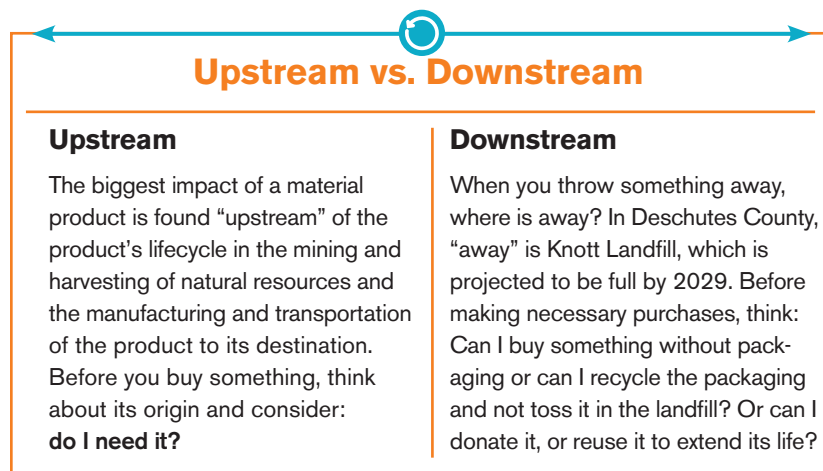 Upstream vs. Downstream
Upstream
The biggest impact of a material
product is found “upstream” of the
product’s lifecycle in the mining and
harvesting of natural resources and
the manufacturing and transportation
of the product to its destination.
Before you buy something, think
about its origin and consider:
do I need it?
Downstream
When you throw something away,
where is away? In Deschutes County,
“away” is Knott Landfill, which is
projected to be full by 2029. Before
making necessary purchases, think:
Can I buy something without pack-
aging or can I recycle the packaging
and not toss it in the landfill? Or can I
donate it, or reuse it to extend its life?